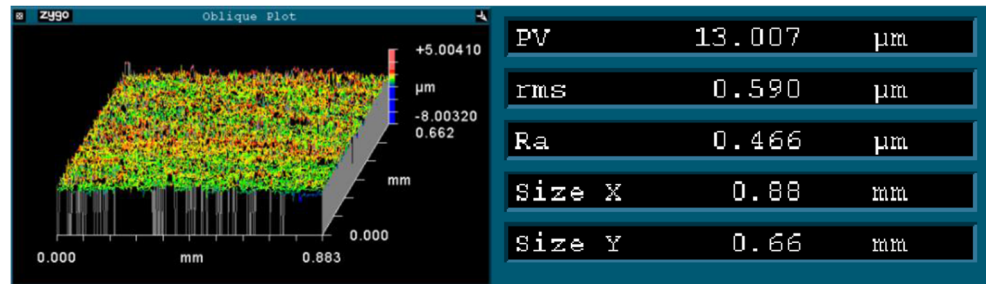 zygo Oblique Plot
+5.00410
µm
-8.00320
0.662
mm
0.000
0.000 mm 0.883
PV 13.007 µm
rms 0.590 µm
Ra 0.466 µm
Size X 0.88 mm
Size Y 0.66 mm